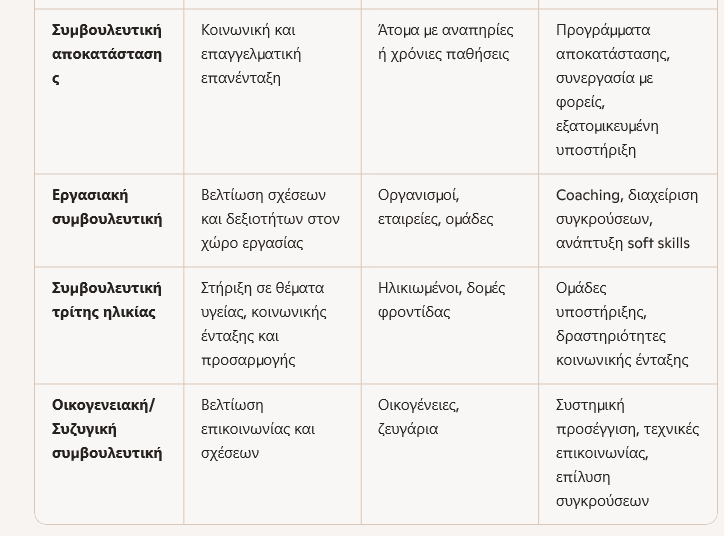 Συμβουλευτική
αποκατάσταση
ς
Κοινωνική και
επαγγελματική
επανένταξη
Άτομα με αναπηρίες
ή χρόνιες παθήσεις
Προγράμματα
αποκατάστασης,
συνεργασία με
φορείς,
εξατομικευμένη
υποστήριξη
Εργασιακή
συμβουλευτική
Βελτίωση σχέσεων
και δεξιοτήτων στον
χώρο εργασίας
Οργανισμοί,
εταιρείες, ομάδες
Coaching, διαχείριση
συγκρούσεων,
ανάπτυξη soft skills
Συμβουλευτική
τρίτης ηλικίας
Στήριξη σε θέματα
υγείας, κοινωνικής
ένταξης και
προσαρμογής
Ηλικιωμένοι, δομές
φροντίδας
Ομάδες
υποστήριξης,
δραστηριότητες
κοινωνικής ένταξης
Οικογενειακή/
Συζυγική
συμβουλευτική
Βελτίωση
επικοινωνίας και
σχέσεων
Οικογένειες,
ζευγάρια
Συστημική
προσέγγιση, τεχνικές
επικοινωνίας,
επίλυση
συγκρούσεων